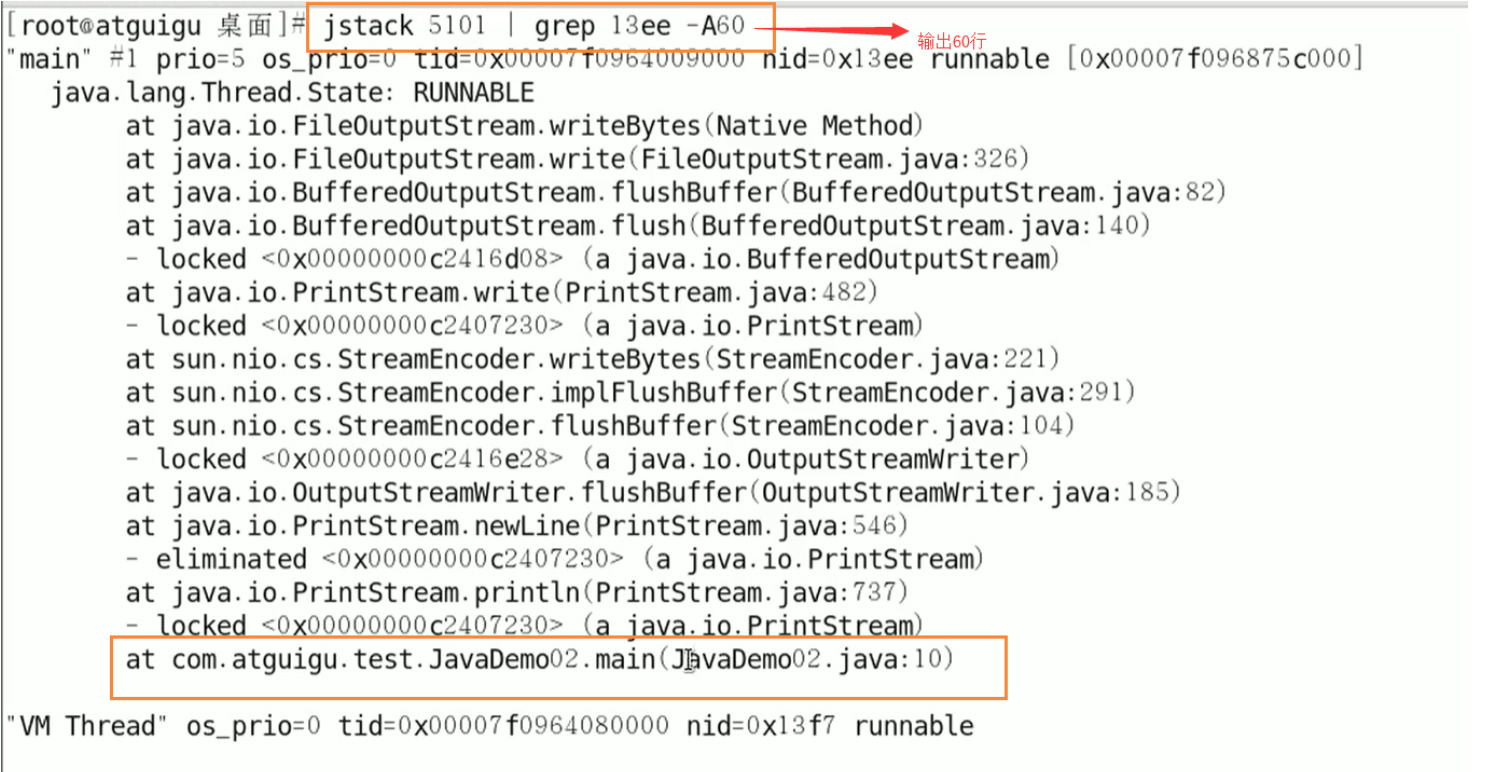 [root@atguigu 桌面]# jstack 5101 | grep 13ee -A60
输出60行
"main" #1 prio=5 os_prio=0 tid=0x00007f0964009000 nid=0x13ee runnable [0x00007f096875c000]
java.lang.Thread.State: RUNNABLE
at java.io.FileOutputStream.writeBytes(Native Method)
at java.io.FileOutputStream.write(FileOutputStream.java:326)
at java.io.BufferedOutputStream.flushBuffer(BufferedOutputStream.java:82)
at java.io.BufferedOutputStream.flush(BufferedOutputStream.java:140)
- locked <0x00000000c2416d08> (a java.io.BufferedOutputStream)
at java.io.PrintStream.write(PrintStream.java:482)
- locked <0x00000000c2407230> (a java.io.PrintStream)
at sun.nio.cs.StreamEncoder.writeBytes(StreamEncoder.java:221)
at sun.nio.cs.StreamEncoder.implFlushBuffer(StreamEncoder.java:291)
at sun.nio.cs.StreamEncoder.flushBuffer(StreamEncoder.java:104)
- locked <0x00000000c2416e28> (a java.io.OutputStreamWriter)
at java.io.OutputStreamWriter.flushBuffer(OutputStreamWriter.java:185)
at java.io.PrintStream.newLine(PrintStream.java:546)
- eliminated <0x00000000c2407230> (a java.io.PrintStream)
at java.io.PrintStream.println(PrintStream.java:737)
- locked <0x00000000c2407230> (a java.io.PrintStream)
at com.atguigu.test.JavaDemo02.main(JavaDemo02.java:10)
"VM Thread" os_prio=0 tid=0x00007f0964080000 nid=0x13f7 runnable